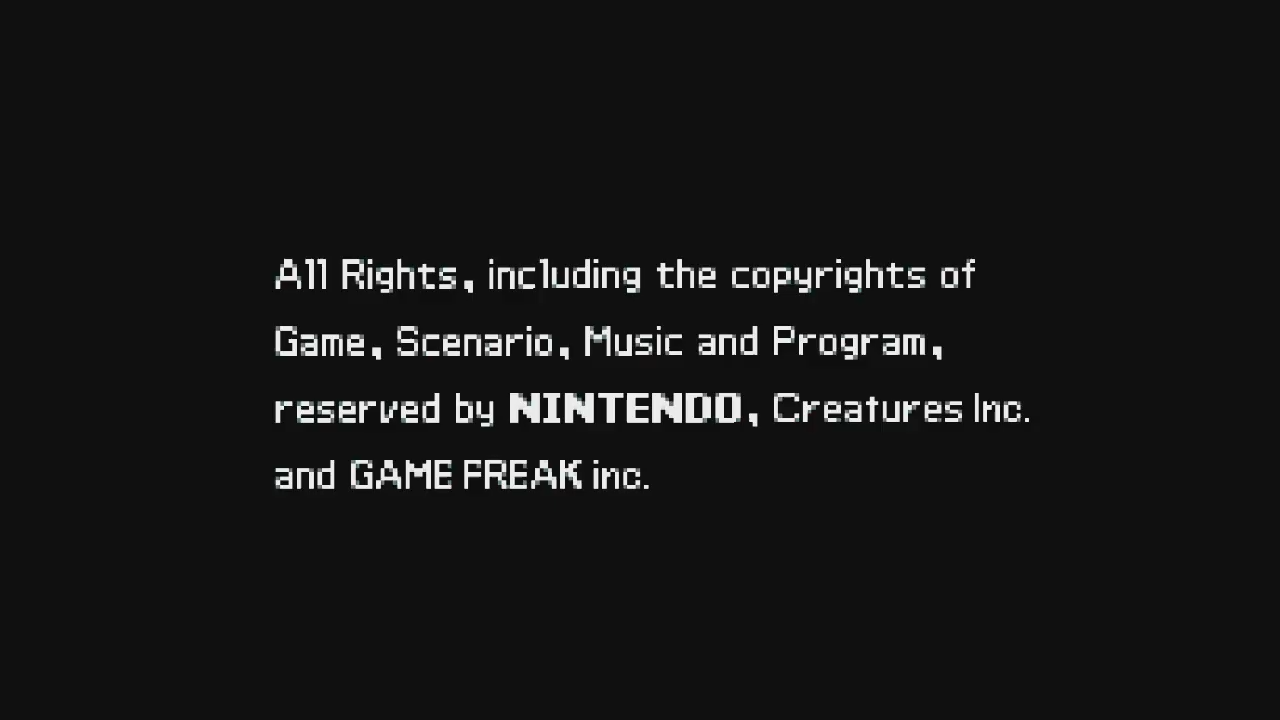 All Rights, including the copyrights of
Game, Scenario, Music and Program,
reserved by NINTENDO, Creatures Inc.
and GAME FREAK inc.